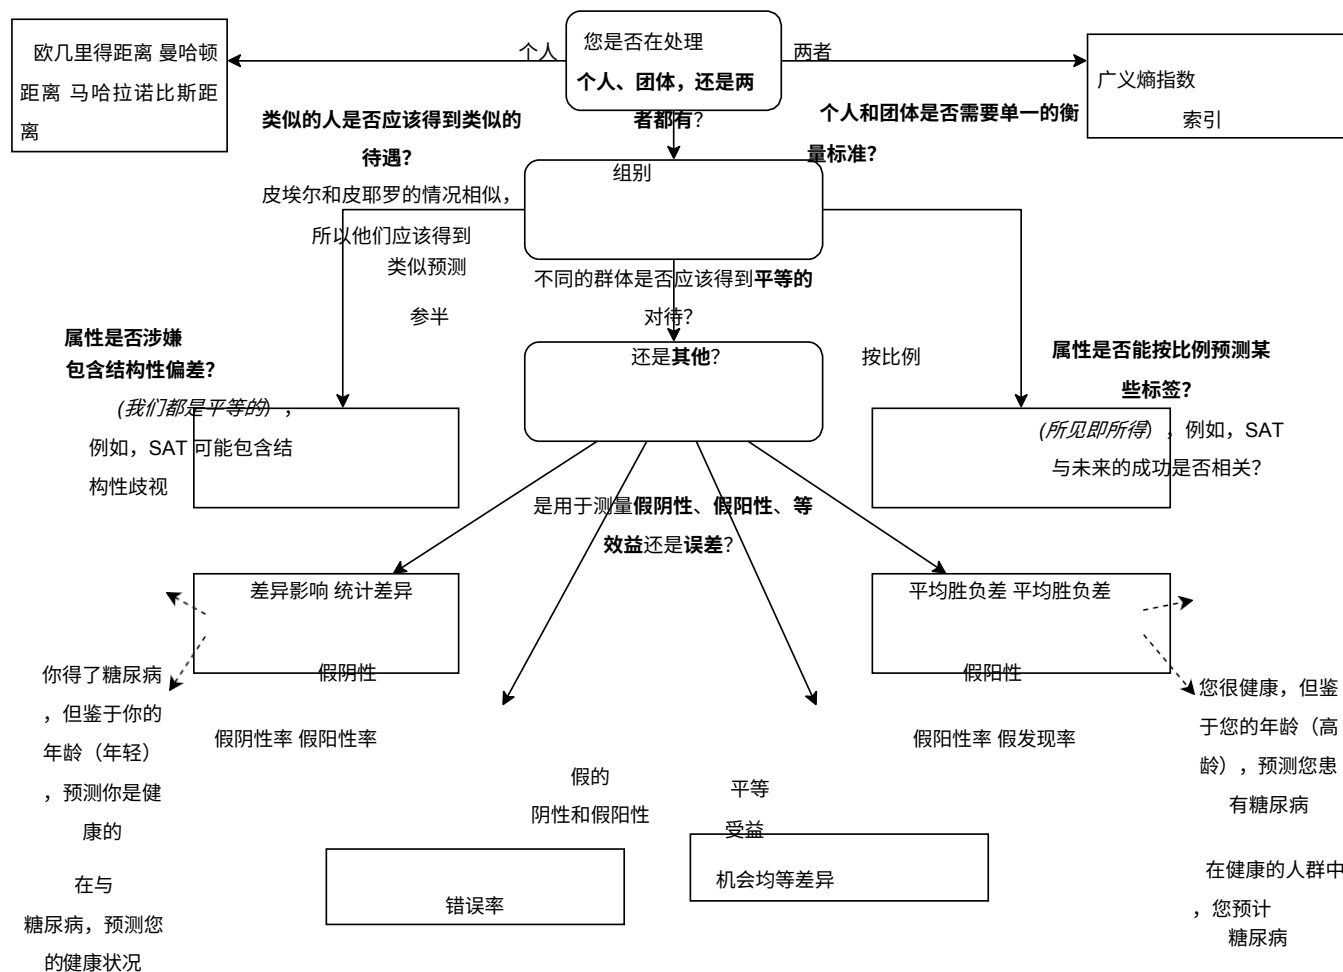 欧几里得距离 曼哈顿
距离 马哈拉诺比斯距
离
个人
您是否在处理
个人、团体，还是两
者都有？
两者
广义熵指数
索引
类似的人是否应该得到类似的
待遇？
皮埃尔和皮耶罗的情况相似，
所以他们应该得到
类似预测
个人和团体是否需要单一的衡
量标准？
组别
不同的群体是否应该得到平等的
对待？
还是其他？
参半
按比例
属性是否涉嫌
包含结构性偏差？
(我们都是平等的），
例如，SAT 可能包含结
构性歧视
属性是否能按比例预测某
些标签？
(所见即所得），例如，SAT
与未来的成功是否相关？
是用于测量假阴性、假阳性、等
效益还是误差？
差异影响 统计差异
平均胜负差 平均胜负差
假阴性
假阳性
你得了糖尿病
，但鉴于你的
年龄（年轻）
，预测你是健
康的
在与
糖尿病，预测您
的健康状况
假阴性率 假阳性率
假的
阴性和假阳性
错误率
平等
受益
机会均等差异
假阳性率 假发现率
您很健康，但鉴
于您的年龄（高
龄），预测您患
有糖尿病
在健康的人群中
，您预计
糖尿病